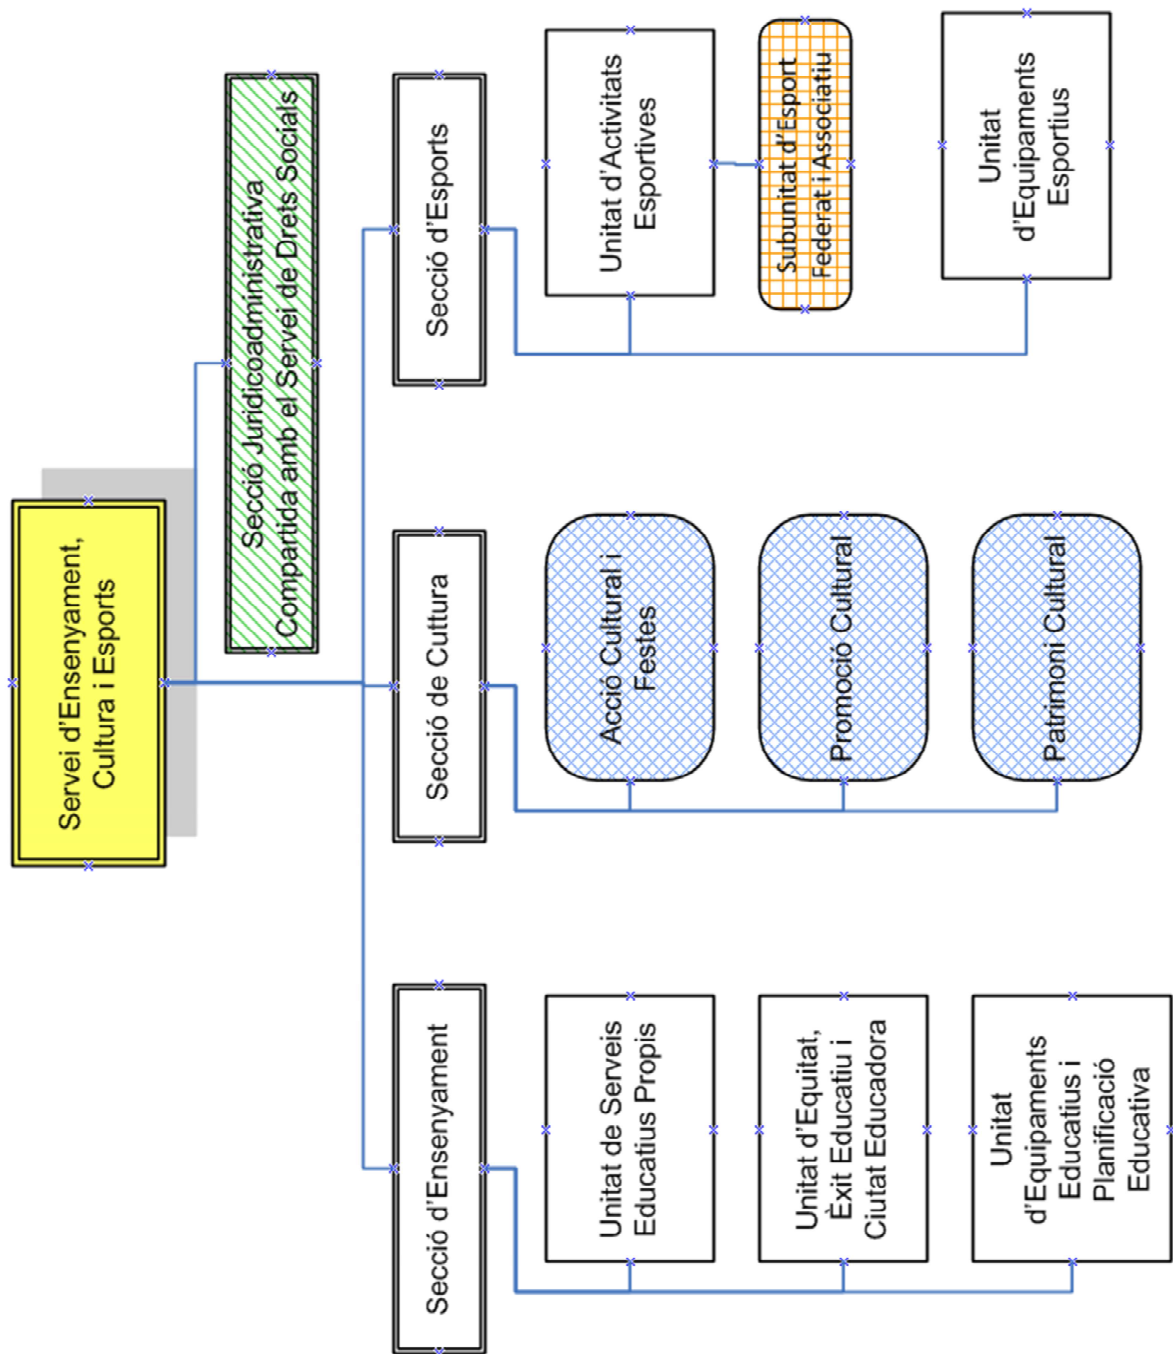 Servei d'Ensenyament,
Cultura i Esports
Secció Juridicoadministrativa
Compartida amb el Servei de Drets Socials
Secció d'Ensenyament
Secció de Cultura
Secció d'Esports
Unitat de Serveis
Educatius Propis
Unitat d'Equitat,
Èxit Educatiu i
Ciutat Educadora
Unitat
d'Equipaments
Educatius i
Planificació
Educativa
Acció Cultural i
Festes
Promoció Cultural
Patrimoni Cultural
Unitat d'Activitats
Esportives
Subunitat d'Esport
Federat i Associatiu
Unitat
d'Equipaments
Esportius